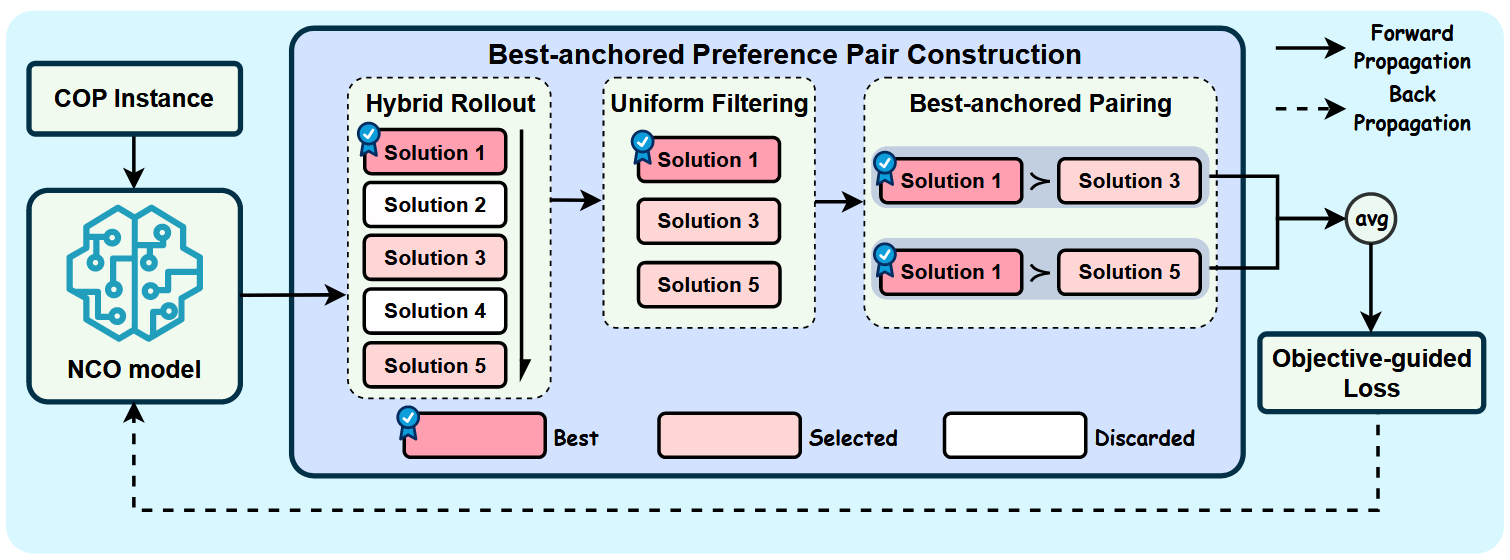 Best-anchored Preference Pair Construction
COP Instance
NCO model
Hybrid Rollout
Solution 1
Solution 2
Solution 3
Solution 4
Solution 5
Uniform Filtering
Solution 1
Solution 3
Solution 5
Best-anchored Pairing
Solution 1 ≻ Solution 3
Solution 1 ≻ Solution 5
Best
Selected
Discarded
Forward
Propagation
Back
Propagation
avg
Objective-guided
Loss